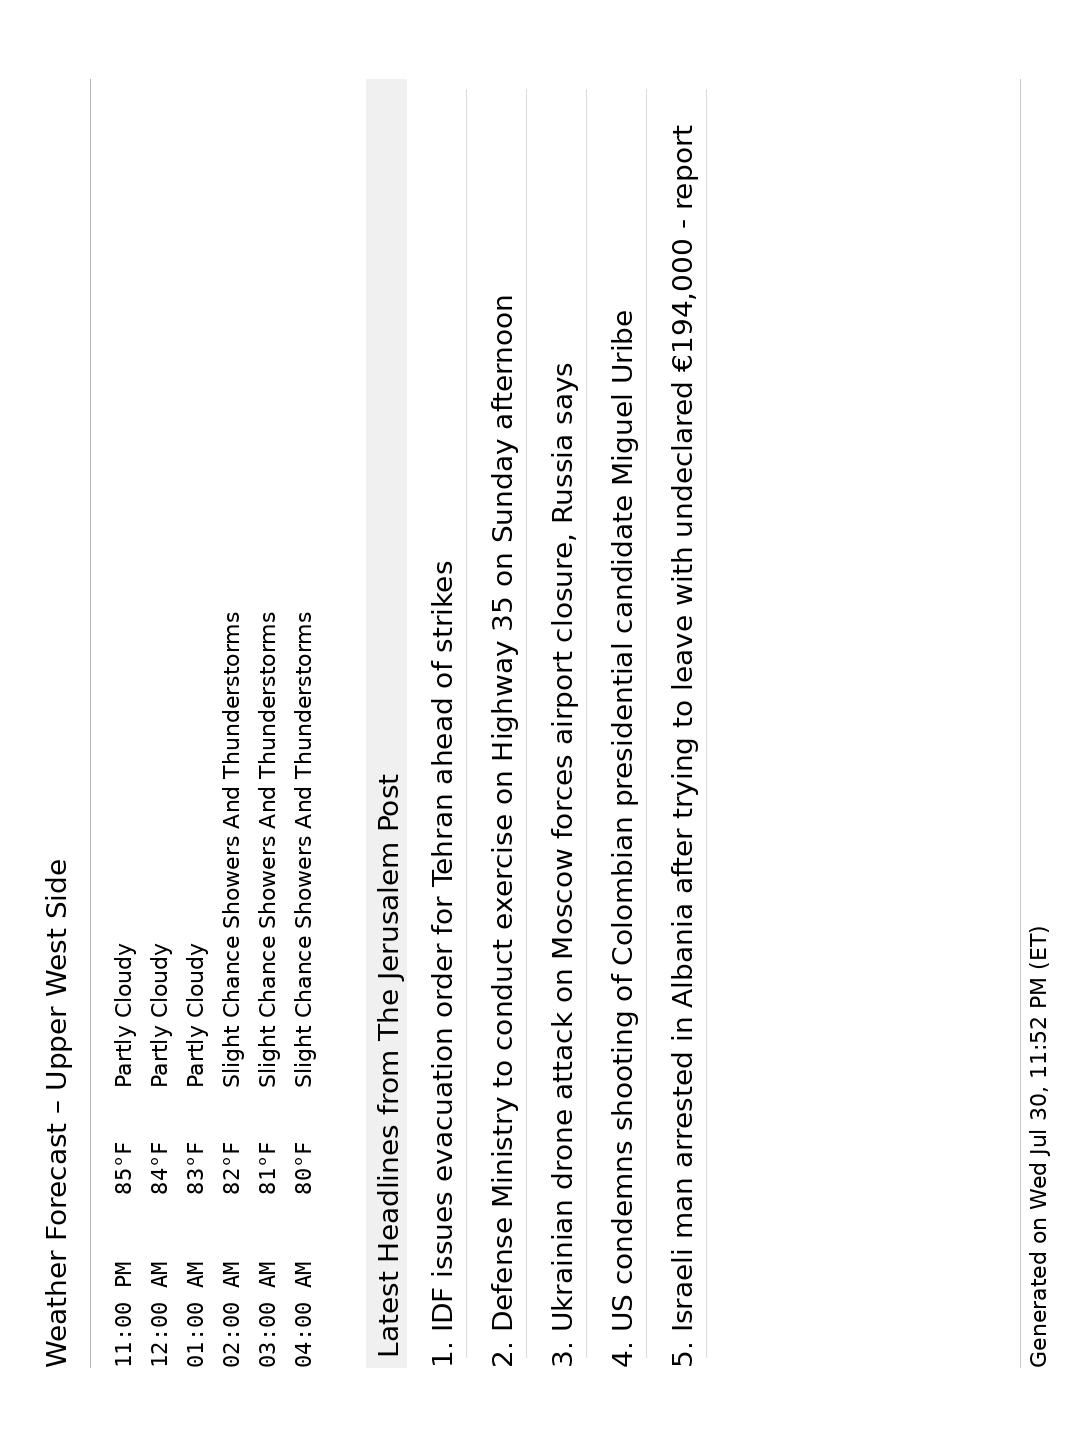 Weather Forecast – Upper West Side
11:00 PM 85°F Partly Cloudy
12:00 AM 84°F Partly Cloudy
01:00 AM 83°F Partly Cloudy
02:00 AM 82°F Slight Chance Showers And Thunderstorms
03:00 AM 81°F Slight Chance Showers And Thunderstorms
04:00 AM 80°F Slight Chance Showers And Thunderstorms
Latest Headlines from The Jerusalem Post
1. IDF issues evacuation order for Tehran ahead of strikes
2. Defense Ministry to conduct exercise on Highway 35 on Sunday afternoon
3. Ukrainian drone attack on Moscow forces airport closure, Russia says
4. US condemns shooting of Colombian presidential candidate Miguel Uribe
5. Israeli man arrested in Albania after trying to leave with undeclared €194,000 - report
Generated on Wed Jul 30, 11:52 PM (ET)